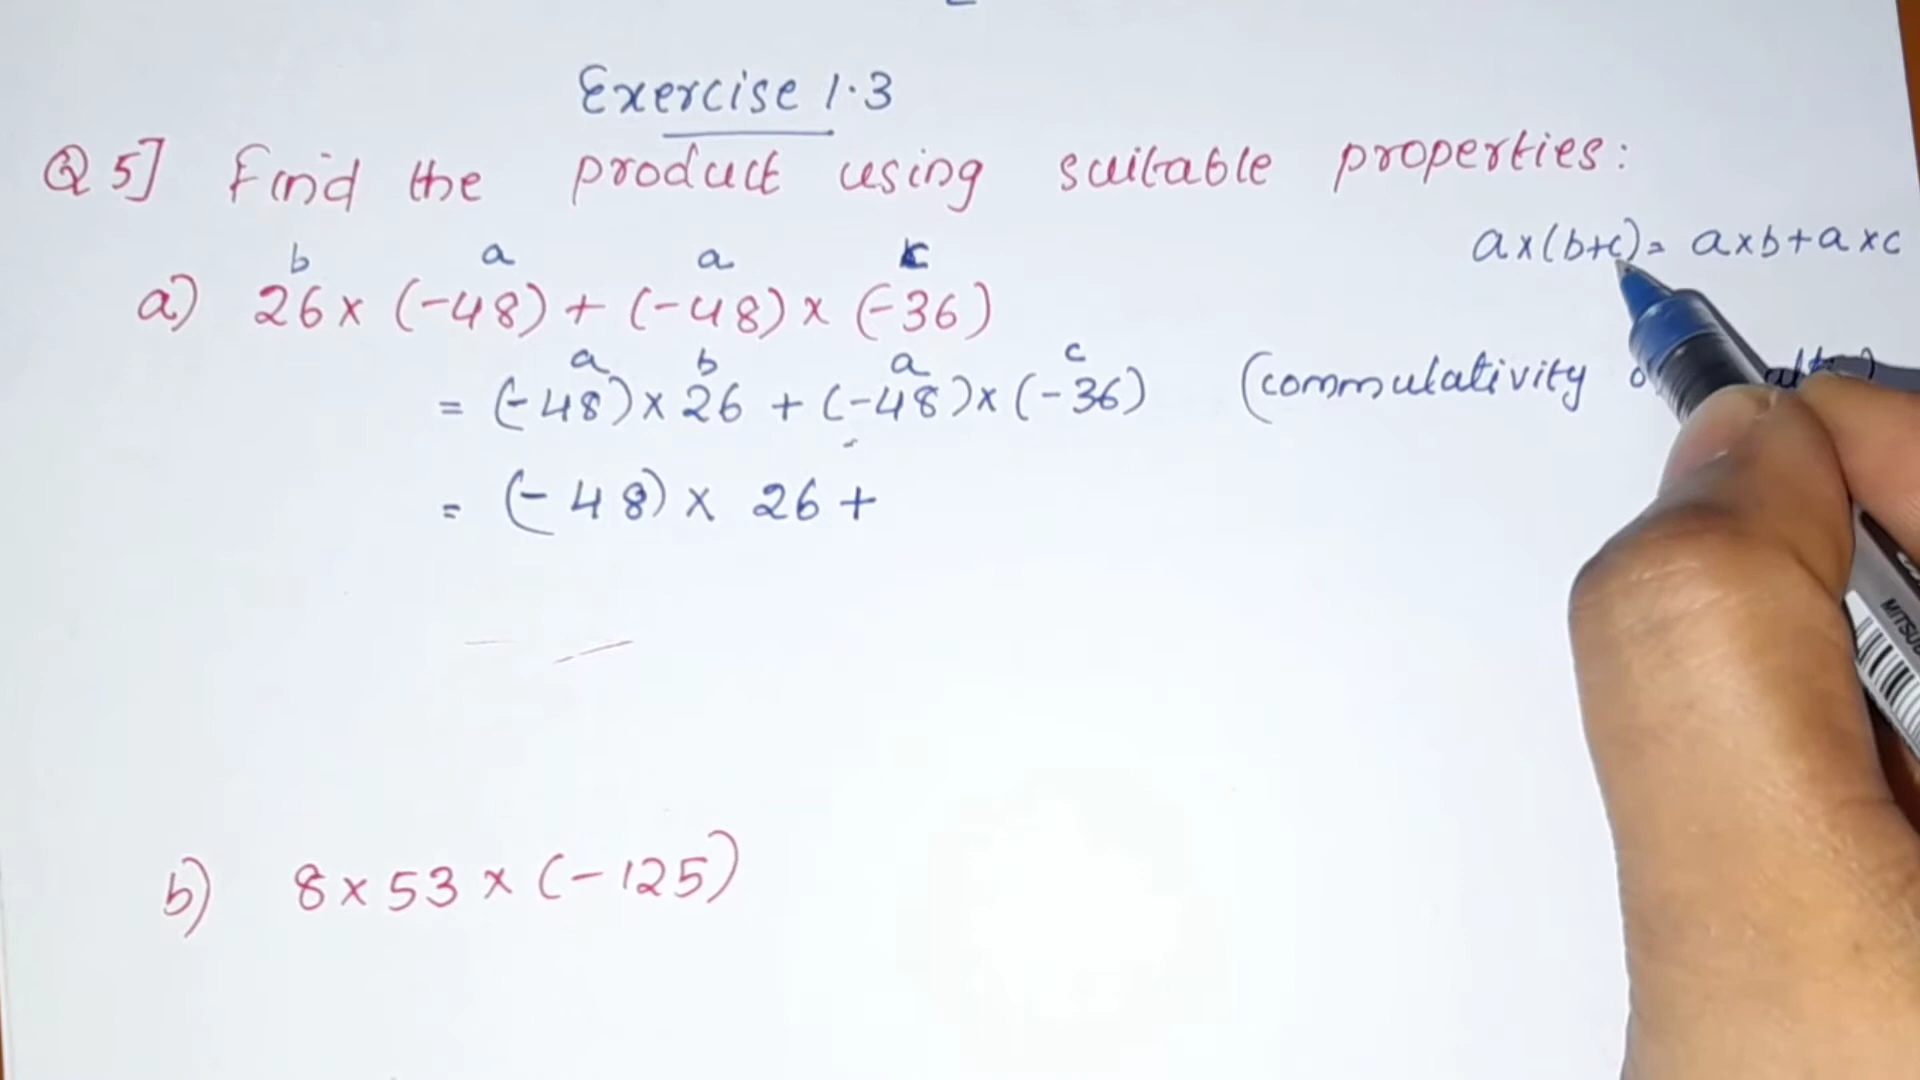 Exercise 1.3
Q 5] Find the product using suitable properties:
a×(b+c)= a×b+a×c
b a a c
a) 26× (-48) + (-48)× (-36)
a b a c
= (-48)× 26 + (-48)× (-36) (commutativity
= (-48) × 26 +
b) 8×53 × (-125)